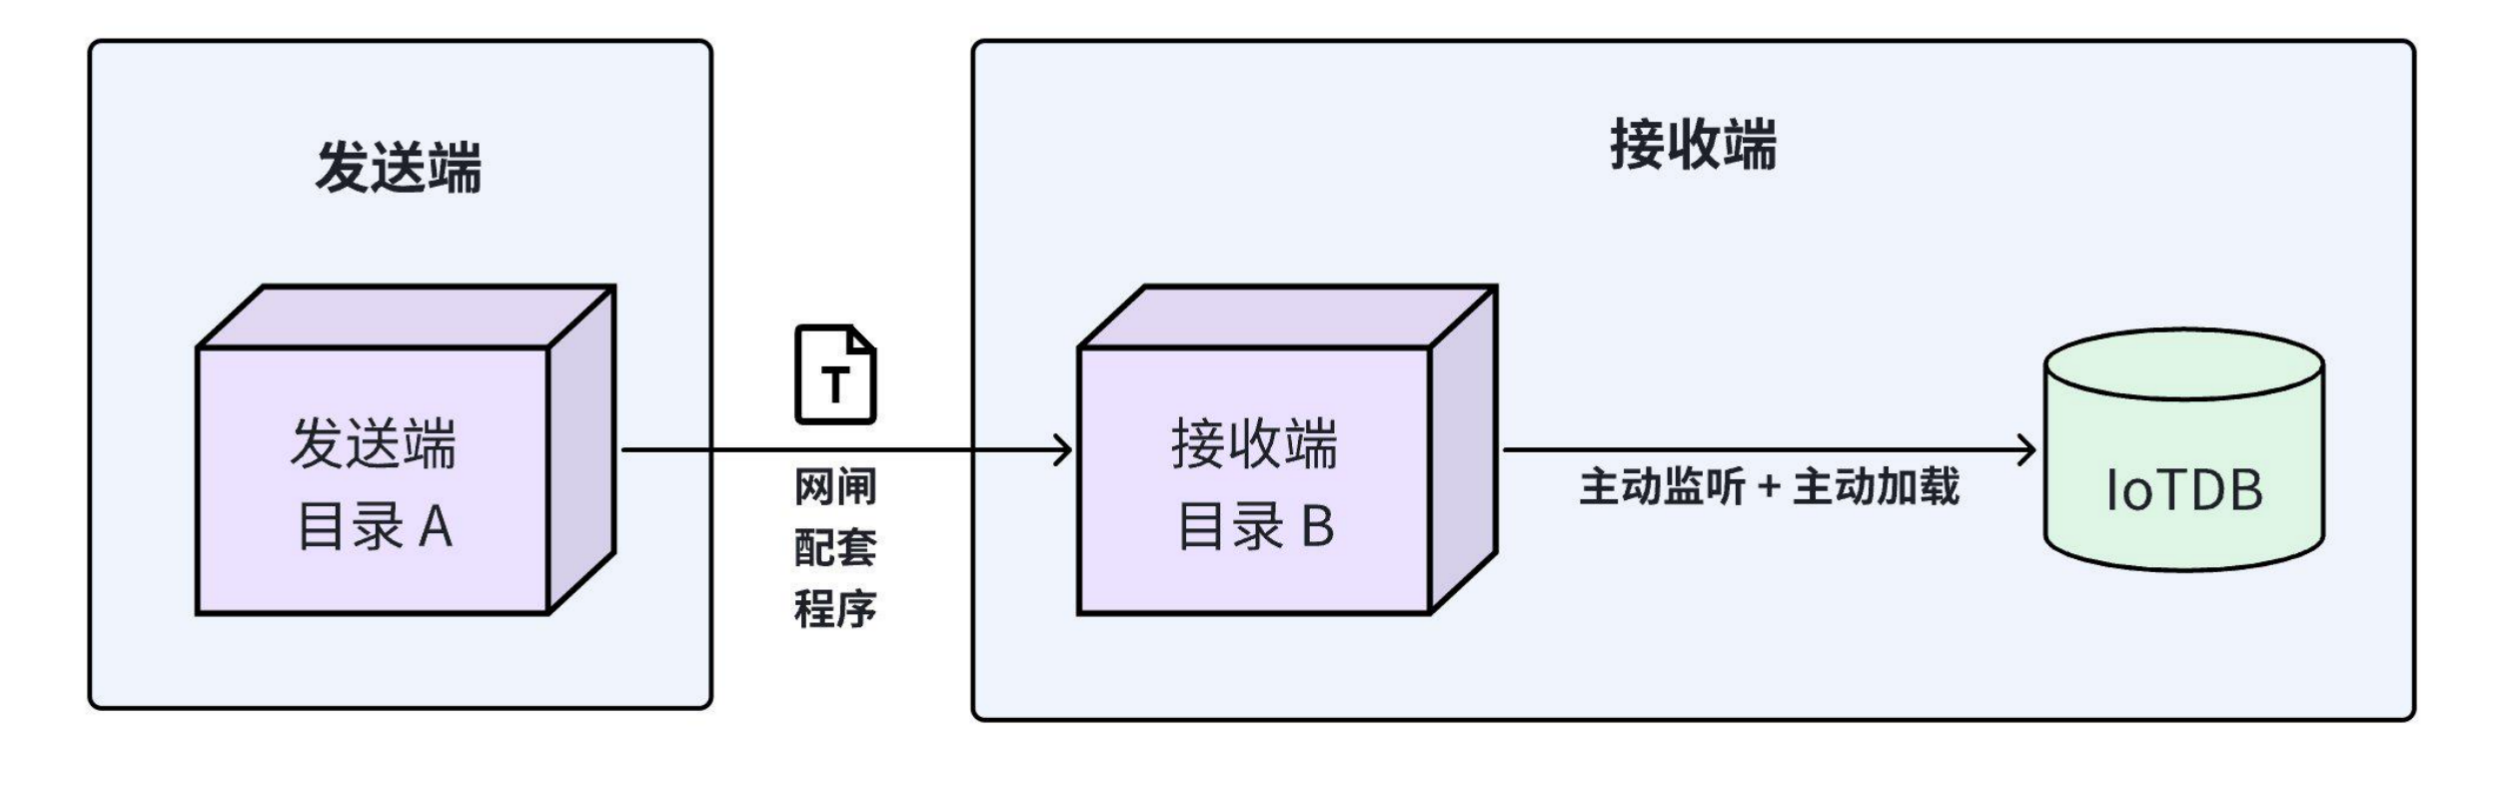 发送端
接收端
发送端
目录 A
T
网闸
配套
程序
接收端
目录 B
主动监听 + 主动加载
IoTDB